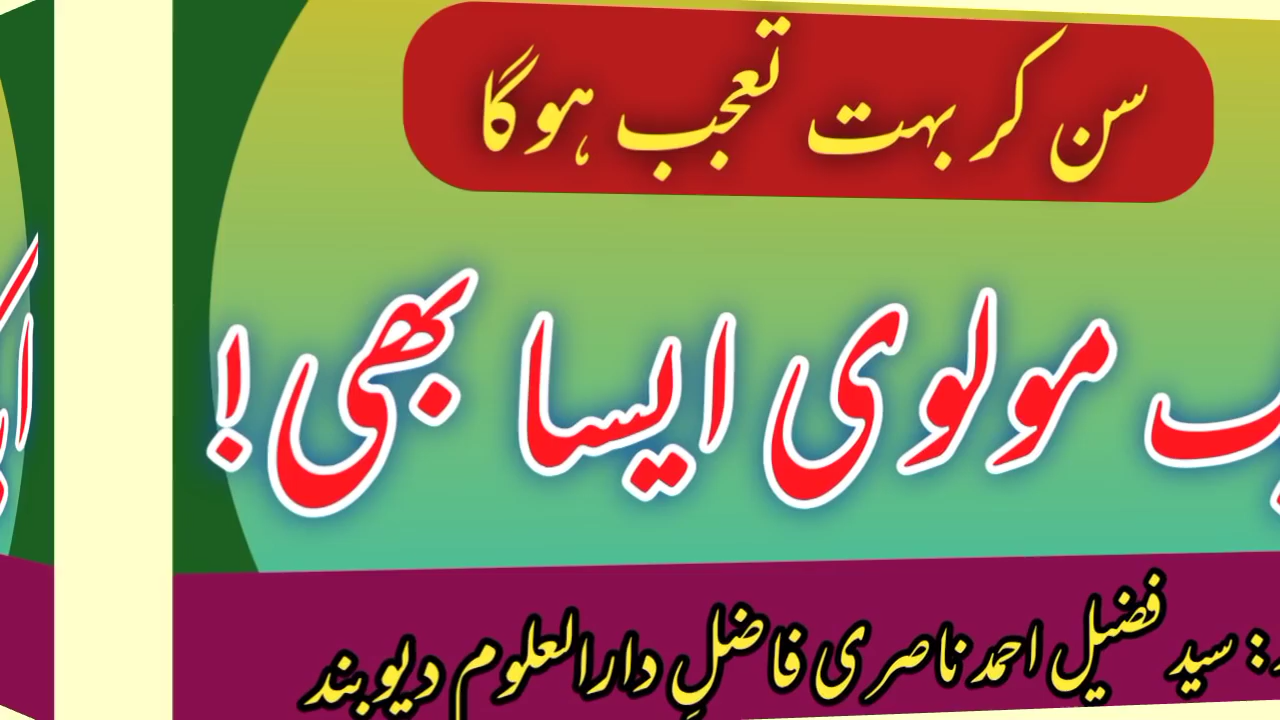 سن کر بہت تعجب ہوگا
مولوی ایسا بھی!
: سید فضیل احمد ناصری فاضلِ دارالعلوم دیوبند